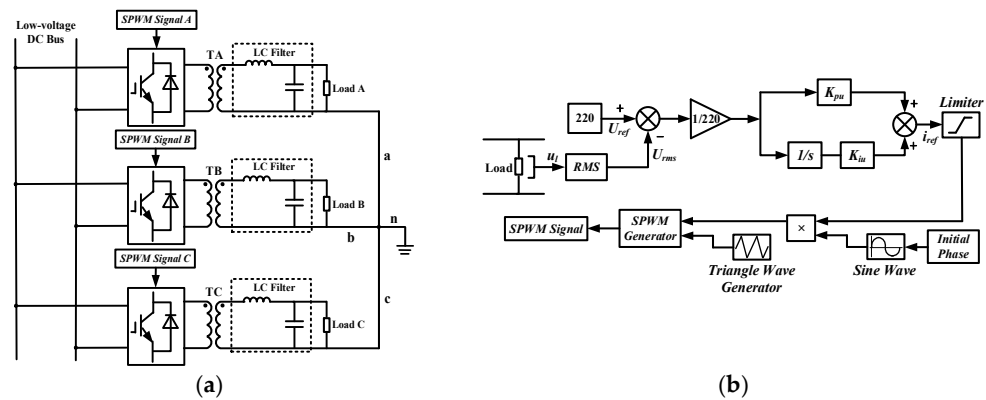 Low-voltage
DC Bus
SPWM Signal A
TA
LC Filter
Load A
a
SPWM Signal B
TB
LC Filter
Load B
n
b
SPWM Signal C
TC
LC Filter
Load C
c
(a)
220
+
U_ref
−
U_rms
1/220
K_pu
1/s
K_iu
+
+
i_ref
Limiter
Load
u_l
RMS
SPWM Signal
SPWM
Generator
×
Triangle Wave
Generator
Sine Wave
Initial
Phase
(b)